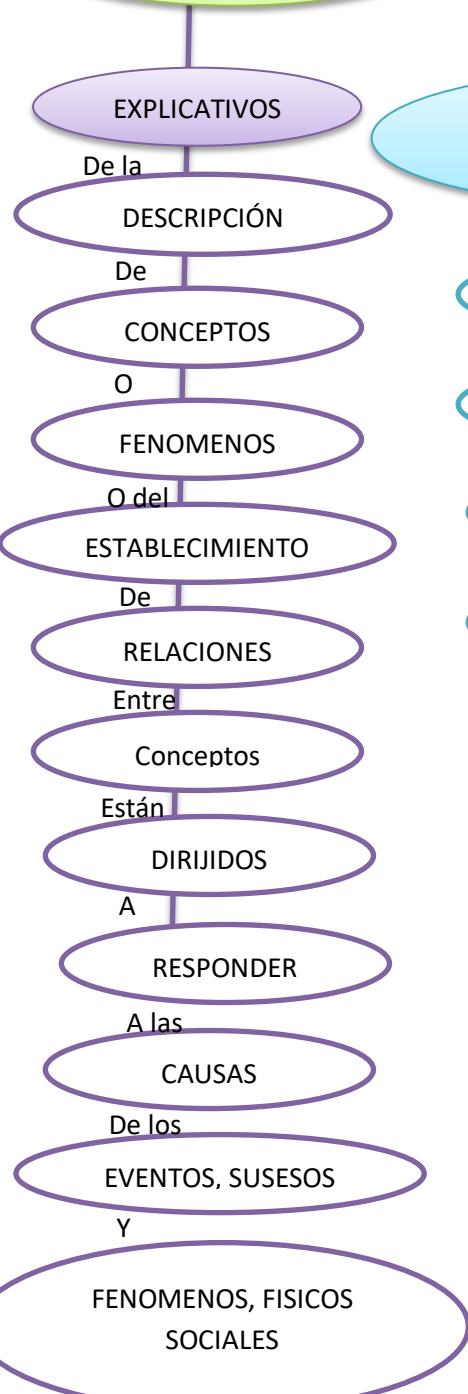 EXPLICATIVOS
De la
DESCRIPCIÓN
De
CONCEPTOS
O
FENOMENOS
O del
ESTABLECIMIENTO
De
RELACIONES
Entre
Conceptos
Están
DIRIJIDOS
A
RESPONDER
A las
CAUSAS
De los
EVENTOS, SUSESOS
Y
FENOMENOS, FISICOS
SOCIALES